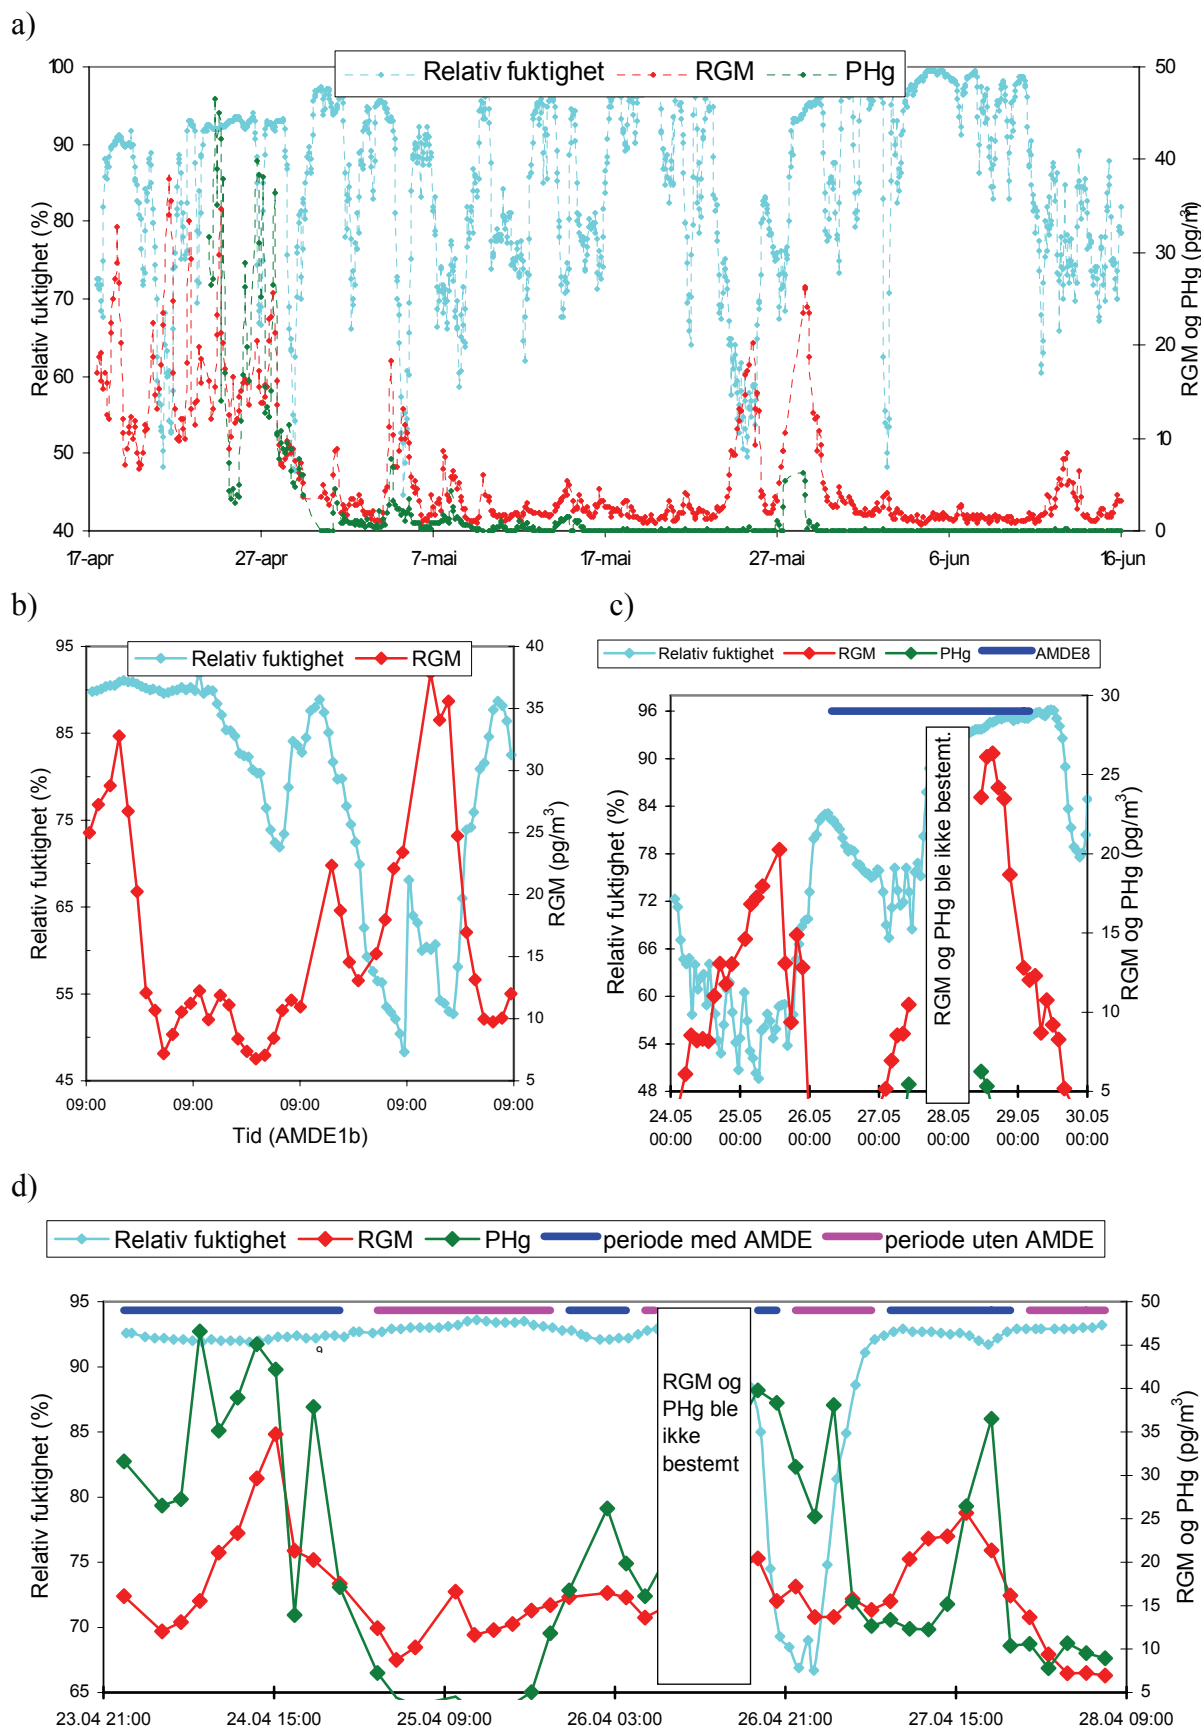 a)
Relativ fuktighet RGM PHg
100
90
80
70
60
50
40
Relativ fuktighet (%)
50
40
30
20
10
0
RGM og PHg (pg/m³)
17-apr 27-apr 7-mai 17-mai 27-mai 6-jun 16-jun
b)
Relativ fuktighet RGM
95
85
75
65
55
45
Relativ fuktighet (%)
40
35
30
25
20
15
10
5
RGM (pg/m³)
09:00 09:00 09:00 09:00 09:00
Tid (AMDE1b)
c)
Relativ fuktighet RGM PHg AMDE8
96
90
84
78
72
66
60
54
48
Relativ fuktighet (%)
RGM og PHg ble ikke bestemt.
30
25
20
15
10
5
RGM og PHg (pg/m³)
24.05 25.05 26.05 27.05 28.05 29.05 30.05
00:00 00:00 00:00 00:00 00:00 00:00 00:00
d)
Relativ fuktighet RGM PHg periode med AMDE periode uten AMDE
95
90
85
80
75
70
65
Relativ fuktighet (%)
9
RGM og
PHg ble
ikke
bestemt
50
45
40
35
30
25
20
15
10
5
RGM og PHg (pg/m³)
23.04 21:00 24.04 15:00 25.04 09:00 26.04 03:00 26.04 21:00 27.04 15:00 28.04 09:00